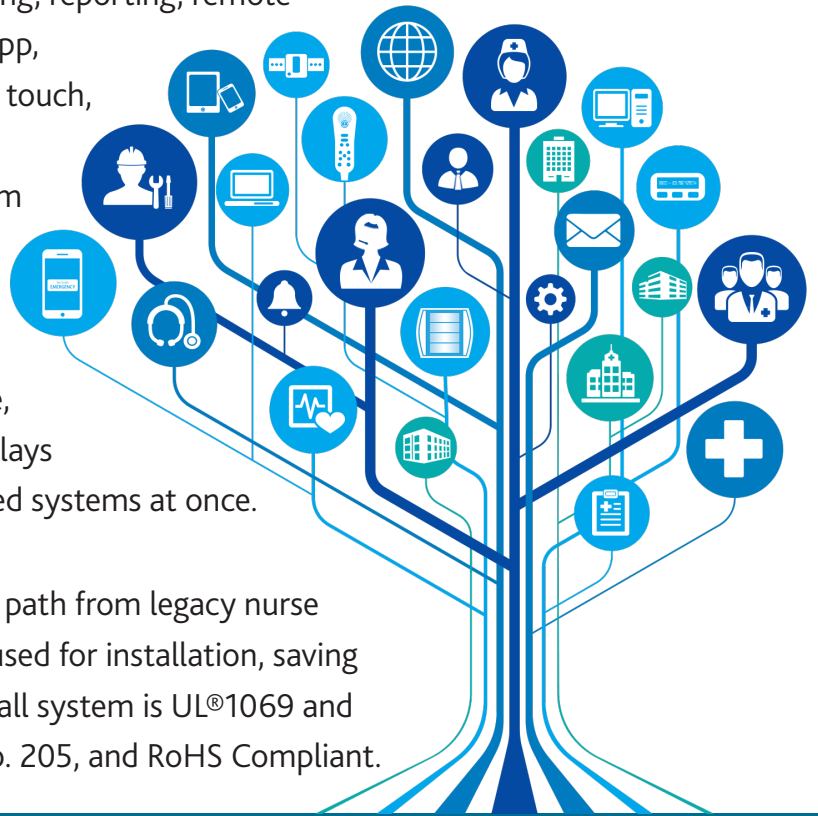 ng, reporting, remote
pp,
touch,
m
EMERGENCY
e,
lays
ed systems at once.
path from legacy nurse
used for installation, saving
all system is UL®1069 and
o. 205, and RoHS Compliant.